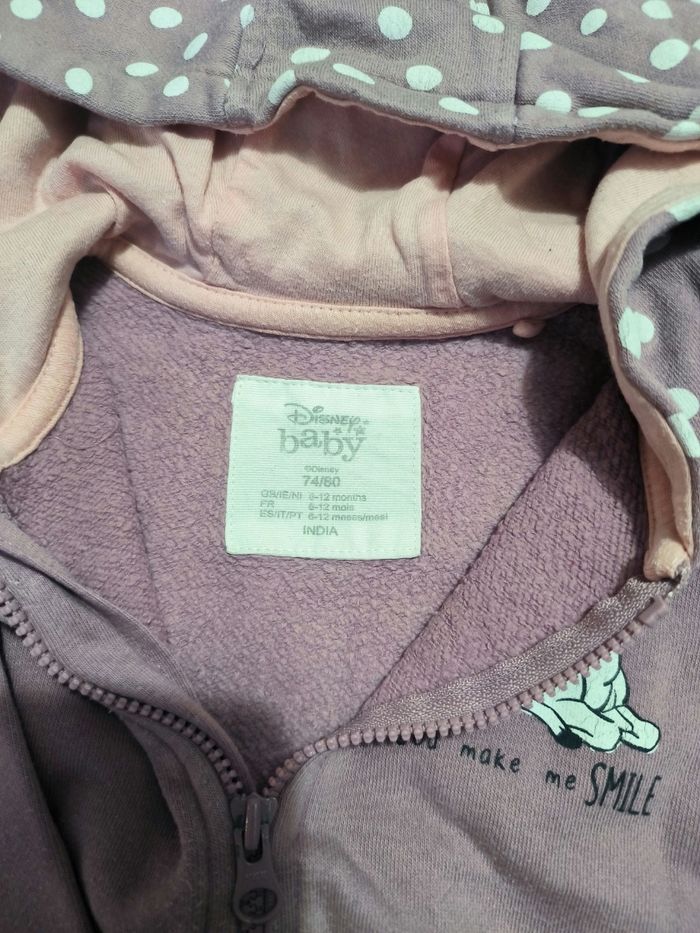 Disney
baby
©Disney
74/80
GB/IE/NI 6-12 months
FR 6-12 mois
ES/IT/PT 6-12 meses/mesi
INDIA
make me SMILE